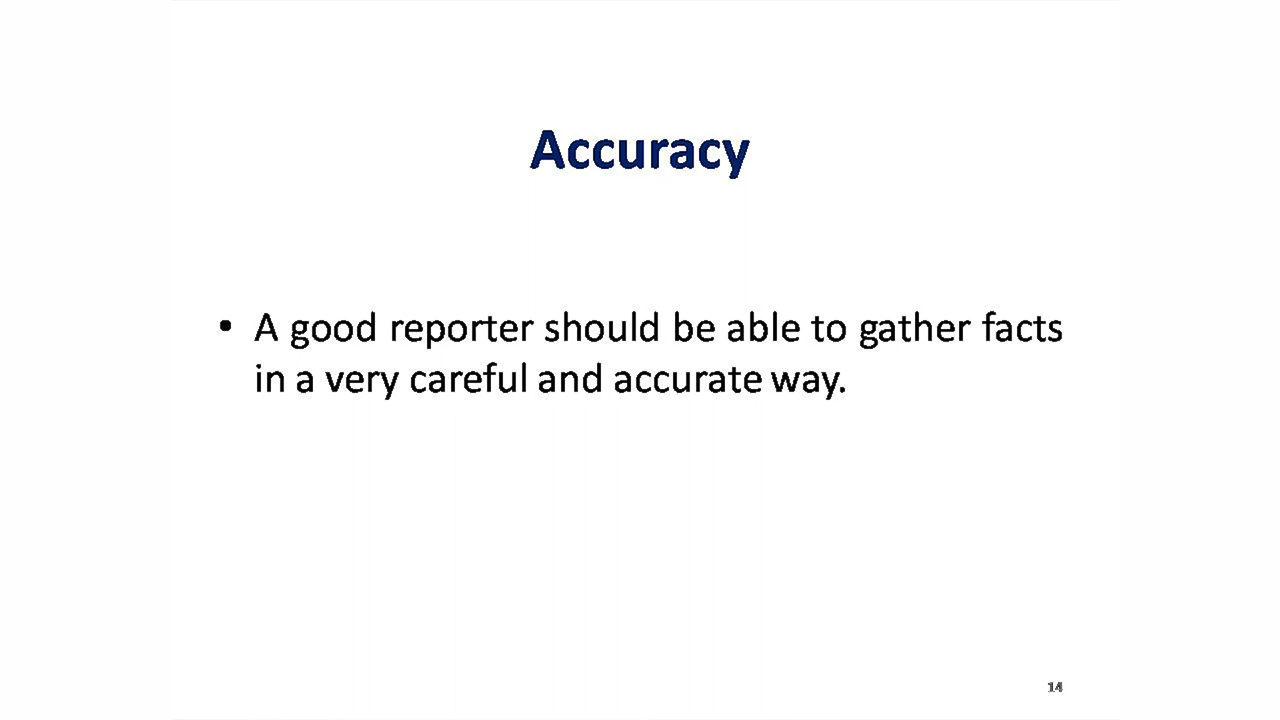 Accuracy
• A good reporter should be able to gather facts
in a very careful and accurate way.
14